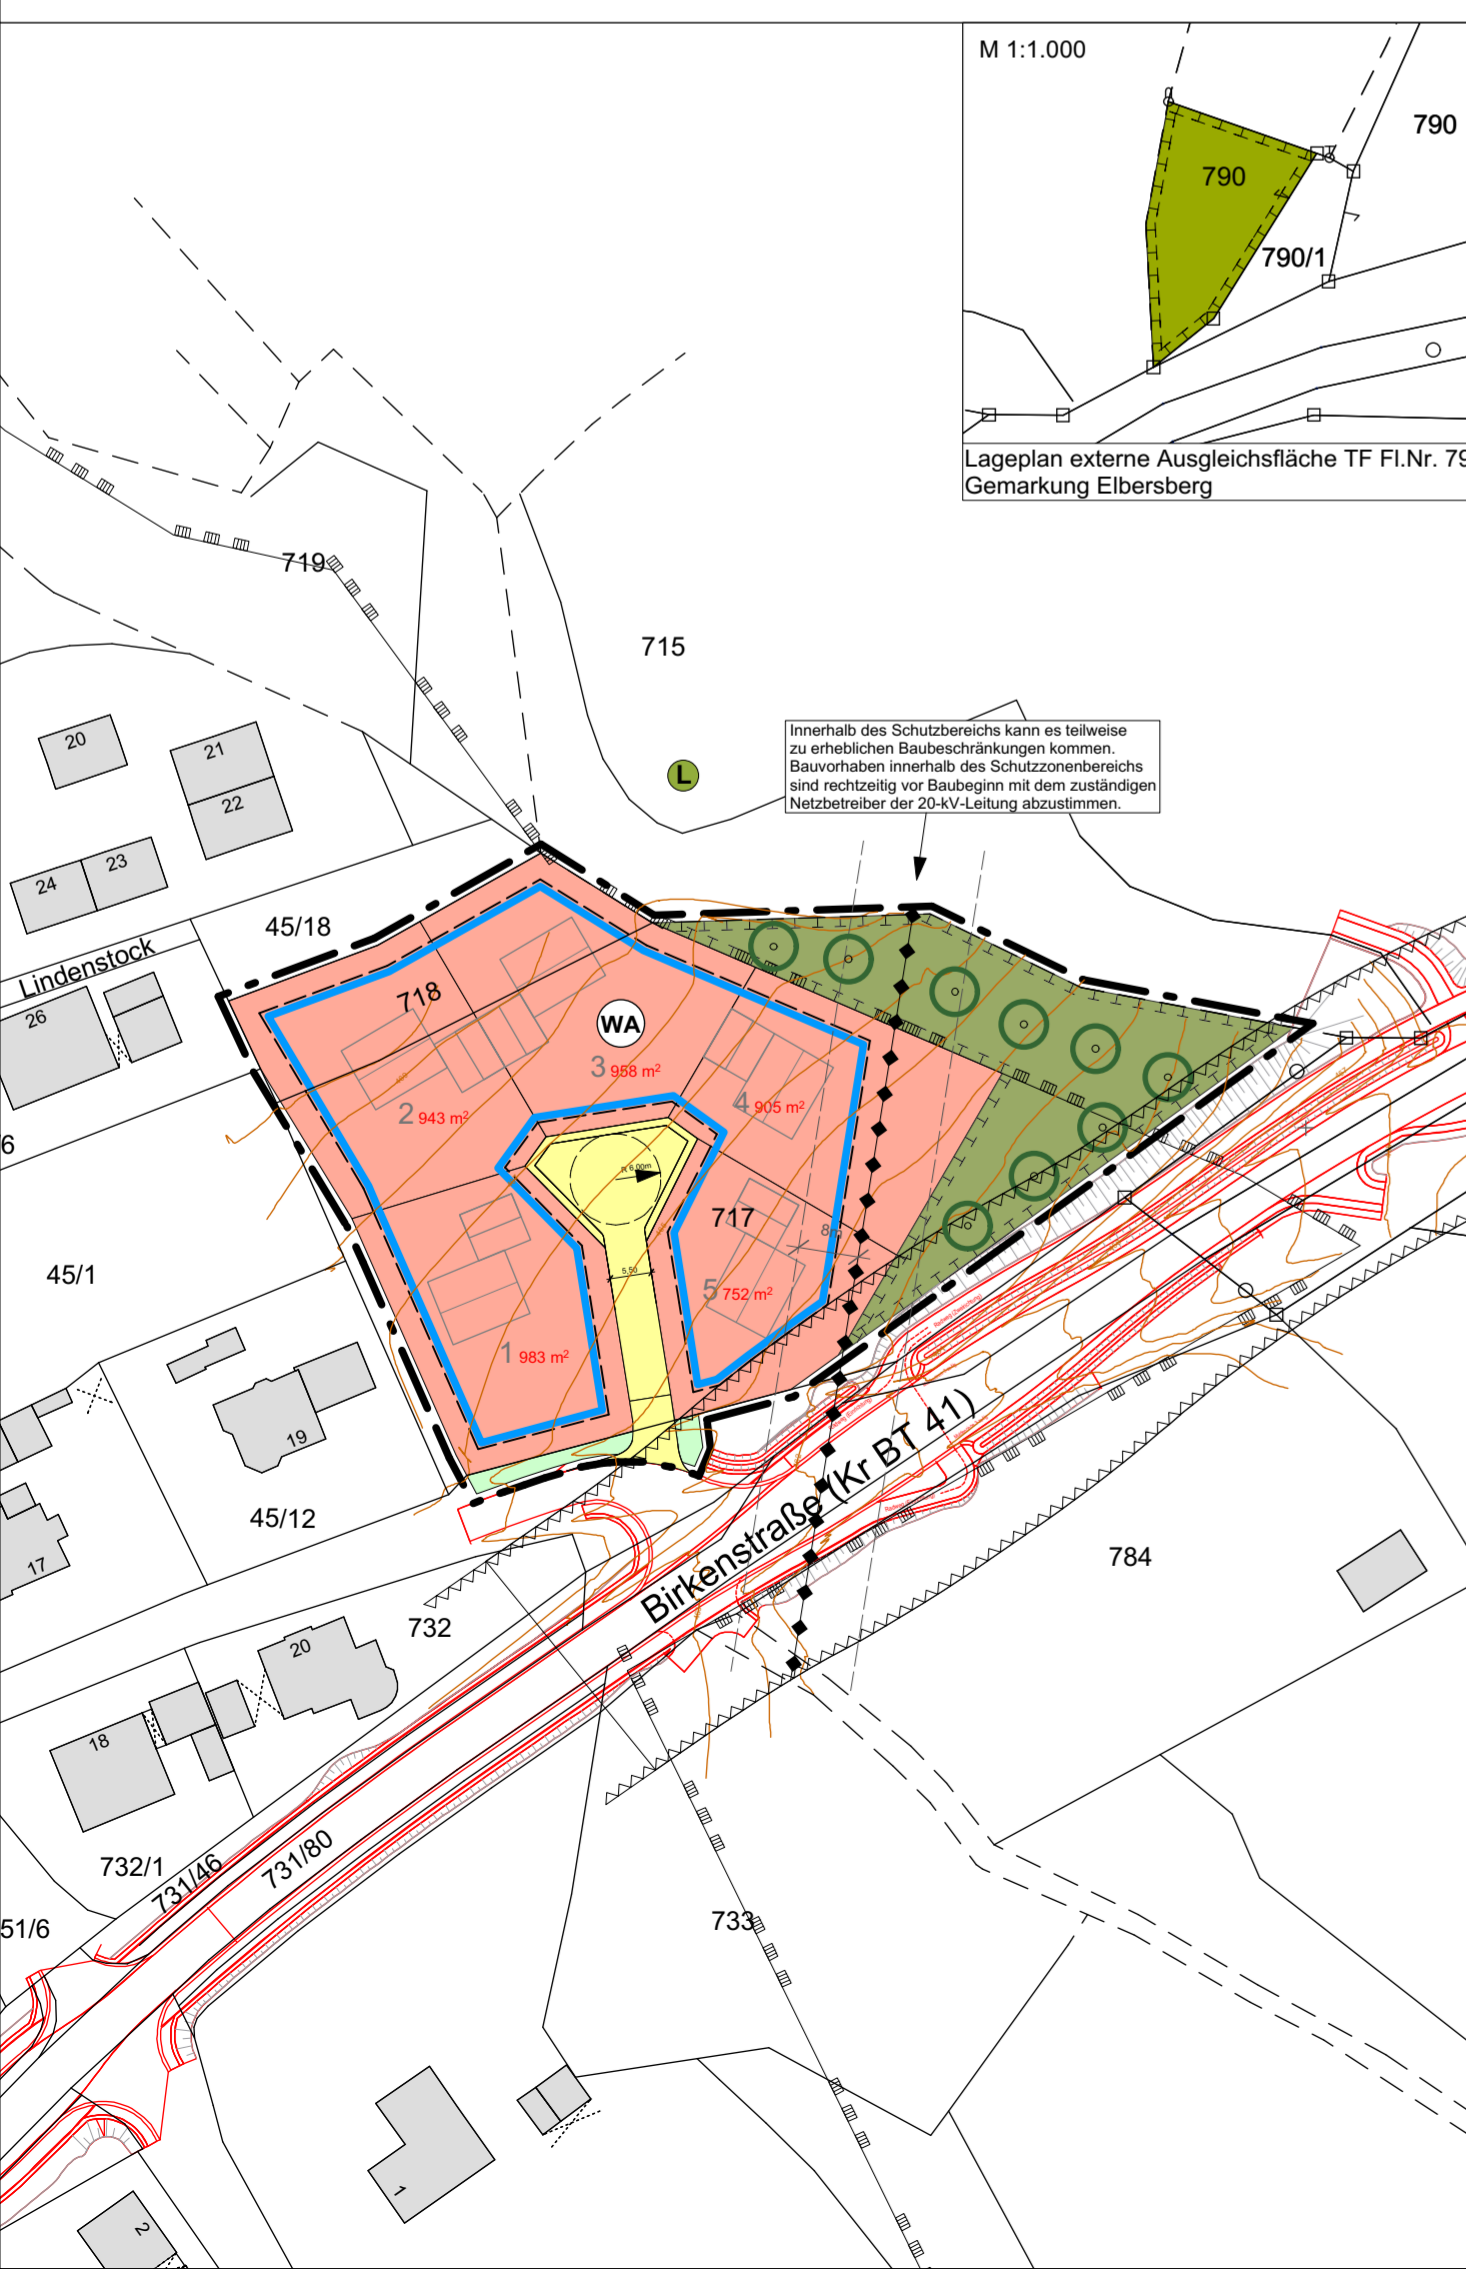 M 1:1.000
790
790
790/1
Lageplan externe Ausgleichsfläche TF Fl.Nr. 79
Gemarkung Elbersberg
719
715
L
Innerhalb des Schutzbereichs kann es teilweise
zu erheblichen Baubeschränkungen kommen.
Bauvorhaben innerhalb des Schutzzonenbereichs
sind rechtzeitig vor Baubeginn mit dem zuständigen
Netzbetreiber der 20-kV-Leitung abzustimmen.
20
21
22
23
24
45/18
Lindenstock
26
718
WA
3 958 m²
2 943 m²
4 905 m²
6
R 6,00m
717
8
45/1
5,50
5 752 m²
1 983 m²
19
45/12
17
Birkenstraße (Kr BT 41)
784
732
20
18
732/1
731/46
731/80
51/6
733
1
2